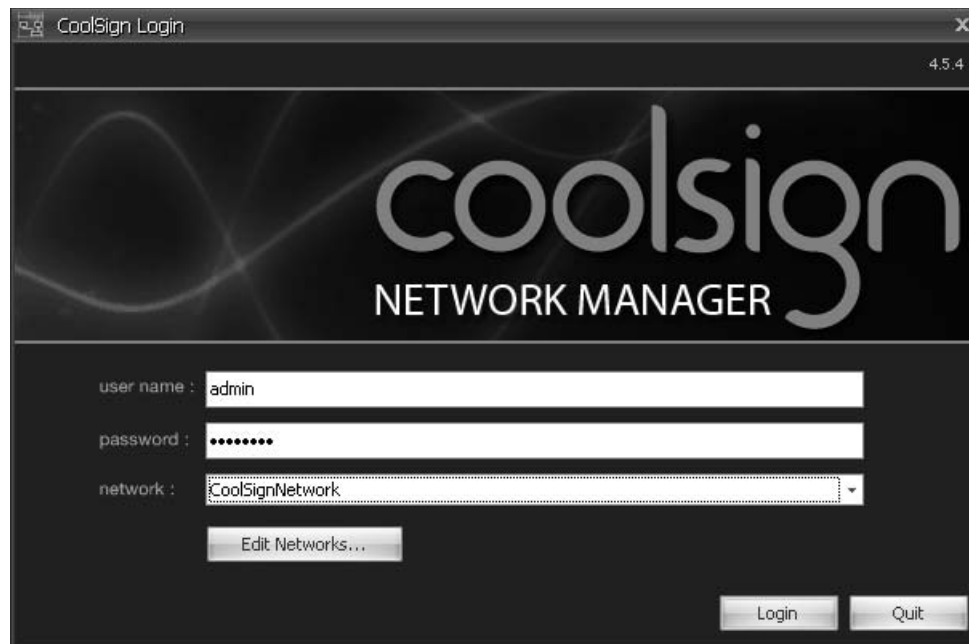 CoolSign Login
4.5.4
coolsign
NETWORK MANAGER
user name : admin
password : ••••••••
network : CoolSignNetwork
Edit Networks...
Login Quit